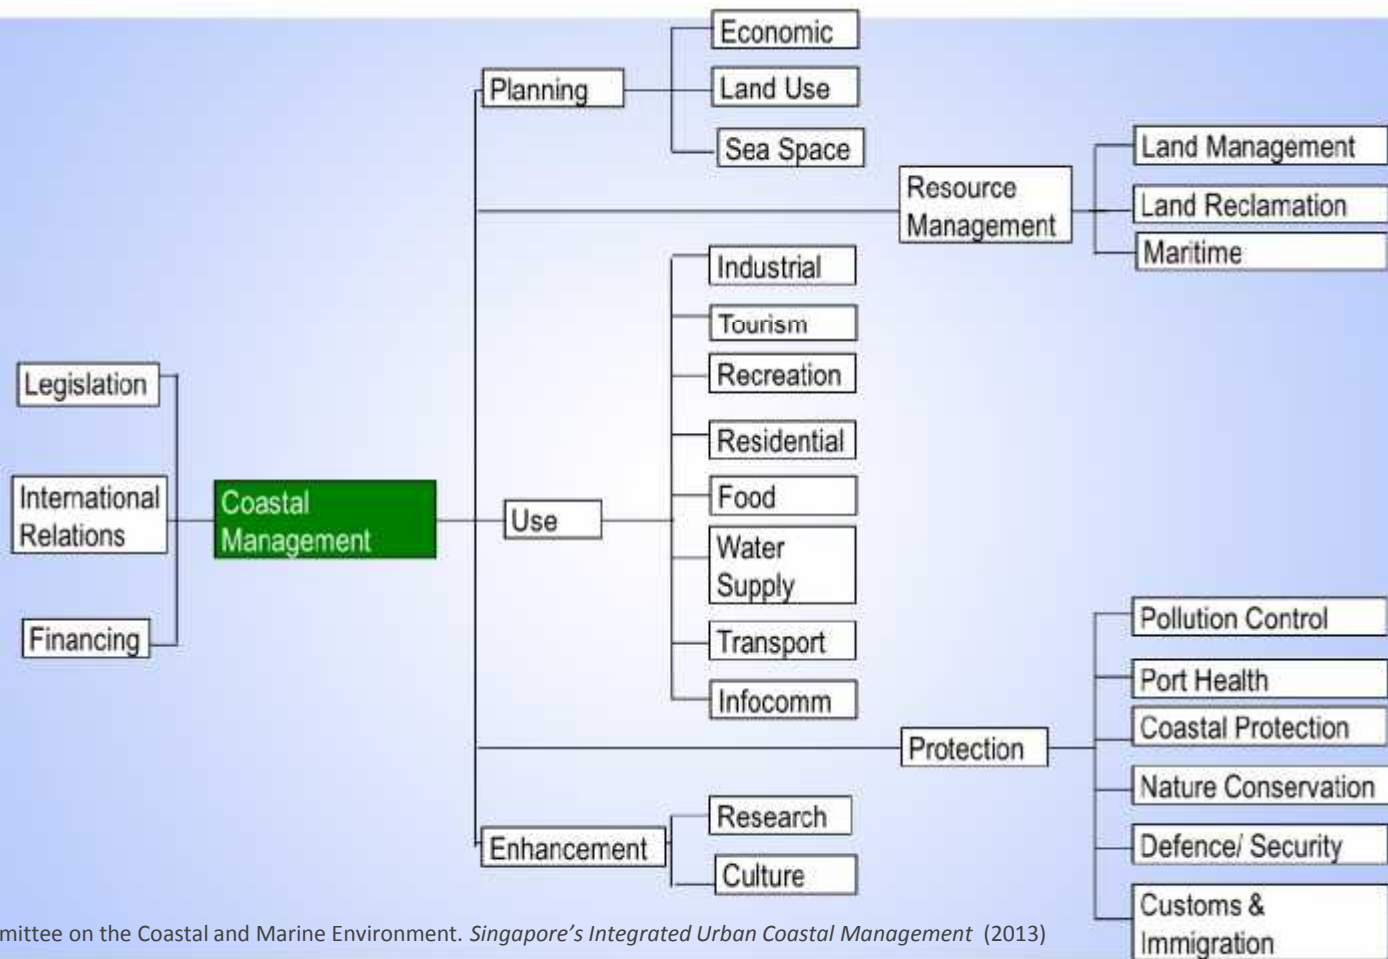 Economic
Planning
Land Use
Sea Space
Resource
Management
Land Management
Land Reclamation
Maritime
Industrial
Tourism
Recreation
Residential
Food
Water
Supply
Transport
Infocomm
Legislation
International
Relations
Financing
Coastal
Management
Use
Protection
Pollution Control
Port Health
Coastal Protection
Nature Conservation
Defence/ Security
Customs &
Immigration
Enhancement
Research
Culture
mittee on the Coastal and Marine Environment. Singapore’s Integrated Urban Coastal Management (2013)